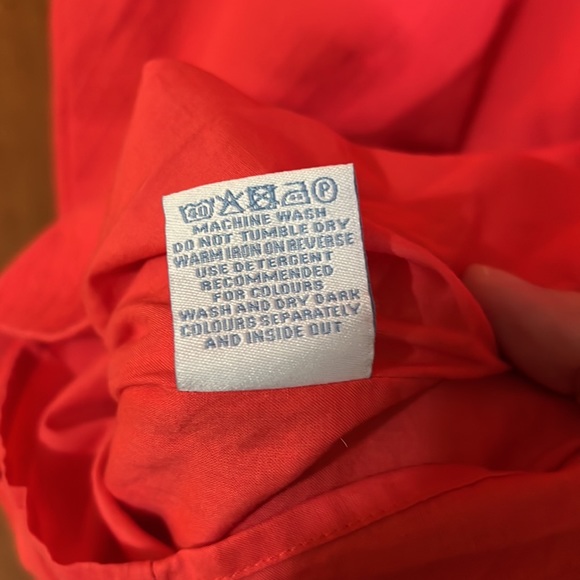 40 P
MACHINE WASH
DO NOT TUMBLE DRY
WARM IRON ON REVERSE
USE DETERGENT
RECOMMENDED
FOR COLOURS
WASH AND DRY DARK
COLOURS SEPARATELY
AND INSIDE OUT